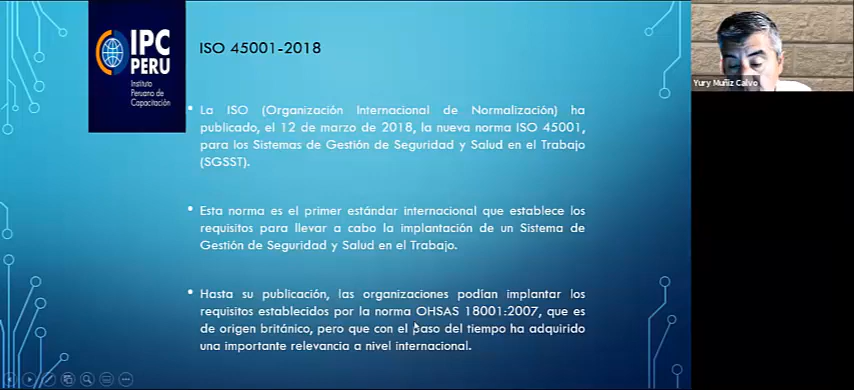 IPC
PERU
Instituto
Peruano de
Capacitación
ISO 45001-2018
Yury Muñiz Calvo
• La ISO (Organización Internacional de Normalización) ha
publicado, el 12 de marzo de 2018, la nueva norma ISO 45001,
para los Sistemas de Gestión de Seguridad y Salud en el Trabajo
(SGSST).
• Esta norma es el primer estándar internacional que establece los
requisitos para llevar a cabo la implantación de un Sistema de
Gestión de Seguridad y Salud en el Trabajo.
• Hasta su publicación, las organizaciones podían implantar los
requisitos establecidos por la norma OHSAS 18001:2007, que es
de origen británico, pero que con el paso del tiempo ha adquirido
una importante relevancia a nivel internacional.